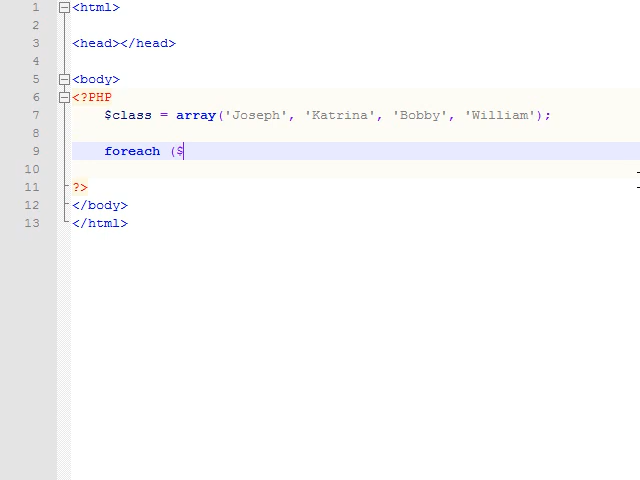 1 <html>
2
3 <head></head>
4
5 <body>
6 <?PHP
7 $class = array('Joseph', 'Katrina', 'Bobby', 'William');
8
9 foreach ($
10
11 ?>
12 </body>
13 </html>